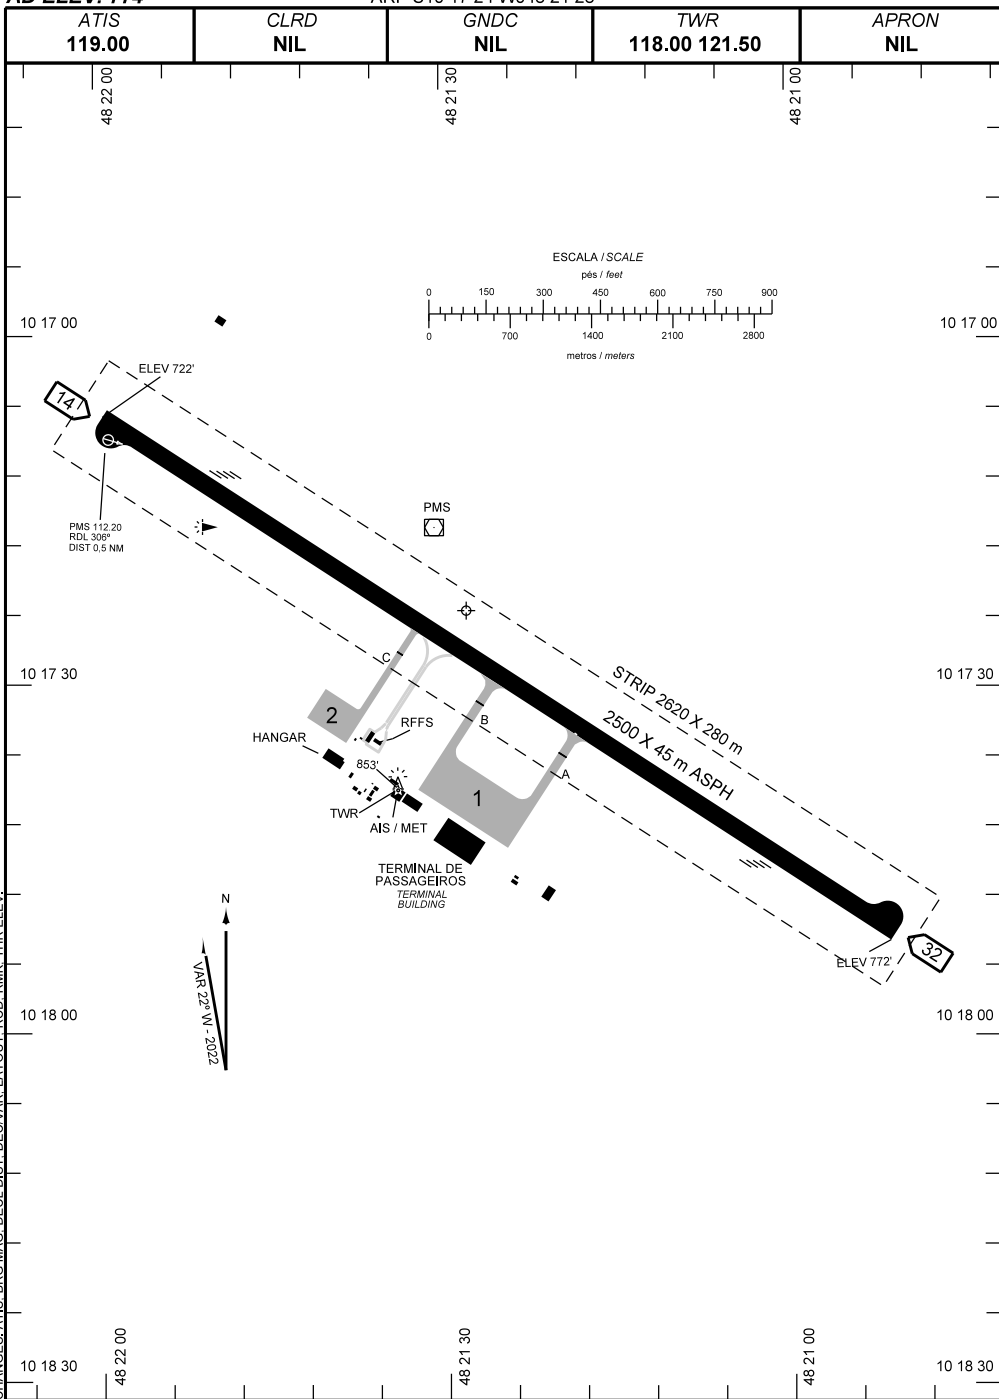 ATIS
119.00
CLRD
NIL
GNDC
NIL
TWR
118.00 121.50
APRON
NIL
48 22 00
48 21 30
48 21 00
ESCALA / SCALE
pés / feet
0 150 300 450 600 750 900
0 700 1400 2100 2800
metros / meters
10 17 00
10 17 00
ELEV 722'
14
PMS 112.20
RDL 306º
DIST 0,5 NM
PMS
10 17 30
10 17 30
C
B
A
STRIP 2620 X 280 m
2500 X 45 m ASPH
2
RFFS
HANGAR
853'
1
TWR
AIS / MET
TERMINAL DE
PASSAGEIROS
TERMINAL
BUILDING
N
VAR 22º W - 2022
ELEV 772'
32
10 18 00
10 18 00
48 22 00
48 21 30
48 21 00
10 18 30
10 18 30